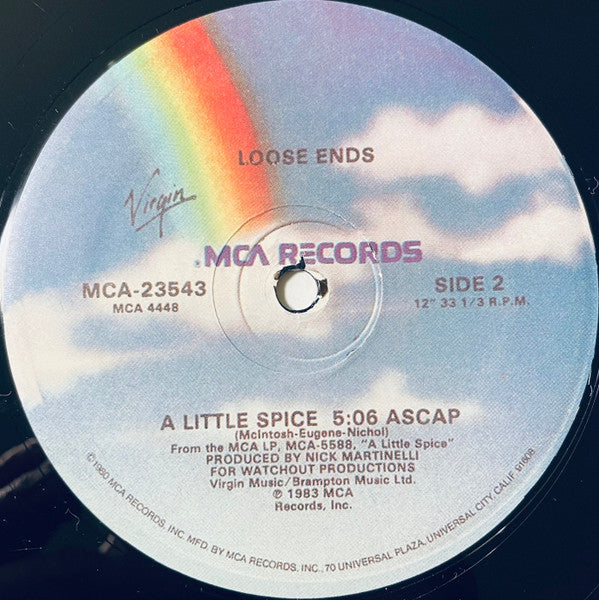 LOOSE ENDS
Virgin
MCA RECORDS
MCA-23543
MCA 4448
SIDE 2
12" 33 1/3 R.P.M.
A LITTLE SPICE 5:06 ASCAP
(McIntosh-Eugene-Nichol)
From the MCA LP, MCA-5588, "A Little Spice"
PRODUCED BY NICK MARTINELLI
FOR WATCHOUT PRODUCTIONS
Virgin Music/Brampton Music Ltd.
℗ 1983 MCA
Records, Inc.
©1980 MCA RECORDS, INC. MFD. BY MCA RECORDS, INC., 70 UNIVERSAL PLAZA, UNIVERSAL CITY, CALIF. 91608